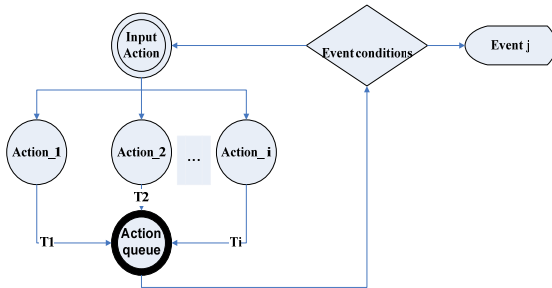 Input
Action
Event conditions
Event j
Action_1
Action_2
...
Action_ i
T2
T1
Action
queue
Ti